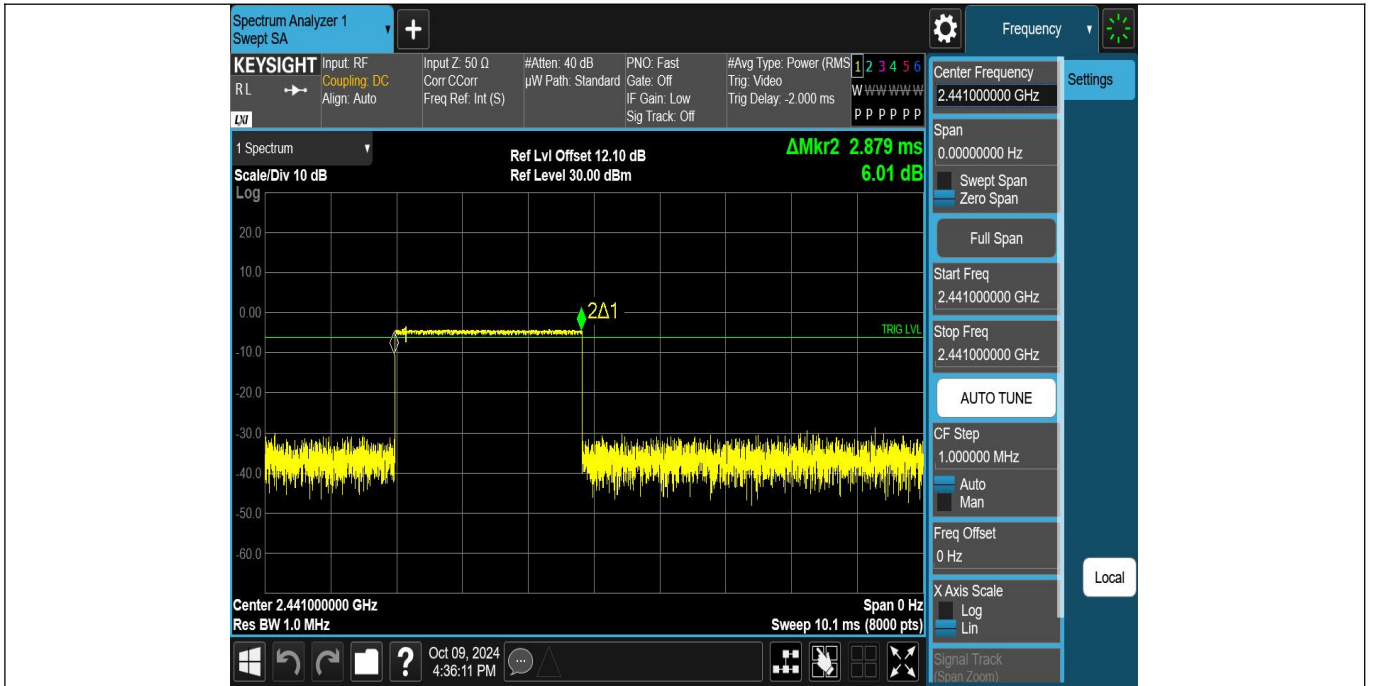 Spectrum Analyzer 1
Swept SA
+
Frequency
KEYSIGHT
R L
LXI
Input: RF
Coupling: DC
Align: Auto
Input Z: 50 Ω
Corr CCorr
Freq Ref: Int (S)
#Atten: 40 dB
µW Path: Standard
PNO: Fast
Gate: Off
IF Gain: Low
Sig Track: Off
#Avg Type: Power (RMS
Trig: Video
Trig Delay: -2.000 ms
1 2 3 4 5 6
W W W W W W
P P P P P P
Center Frequency
2.441000000 GHz
Settings
1 Spectrum
Scale/Div 10 dB
Ref Lvl Offset 12.10 dB
Ref Level 30.00 dBm
ΔMkr2 2.879 ms
6.01 dB
Log
20.0
10.0
0.00
-10.0
-20.0
-30.0
-40.0
-50.0
-60.0
2Δ1
1
TRIG LVL
Center 2.441000000 GHz
Res BW 1.0 MHz
Span 0 Hz
Sweep 10.1 ms (8000 pts)
Span
0.00000000 Hz
Swept Span
Zero Span
Full Span
Start Freq
2.441000000 GHz
Stop Freq
2.441000000 GHz
AUTO TUNE
CF Step
1.000000 MHz
Auto
Man
Freq Offset
0 Hz
X Axis Scale
Log
Lin
Signal Track
(Span Zoom)
Local
?
Oct 09, 2024
4:36:11 PM